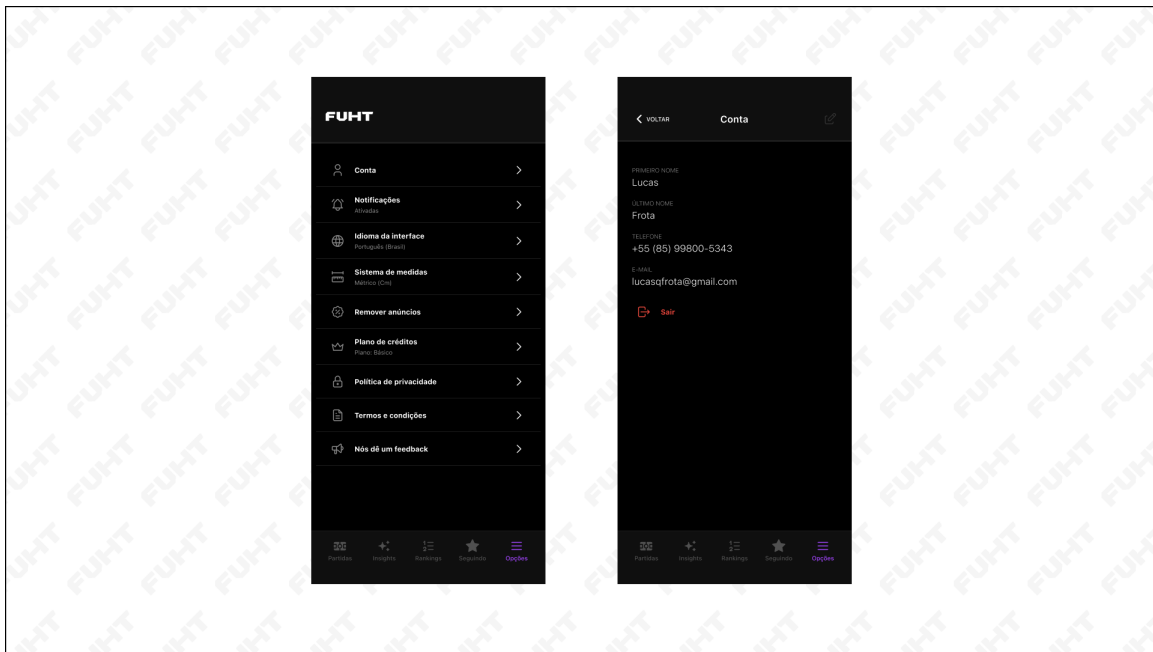 FUHT
Conta
Notificações
Ativadas
Idioma da interface
Português (Brasil)
Sistema de medidas
Métrico (Cm)
Remover anúncios
Plano de créditos
Plano: Básico
Política de privacidade
Termos e condições
Nós dê um feedback
Partidas Insights Rankings Seguindo Opções
VOLTAR Conta
PRIMEIRO NOME
Lucas
ÚLTIMO NOME
Frota
TELEFONE
+55 (85) 99800-5343
E-MAIL
lucasqfrota@gmail.com
Sair
Partidas Insights Rankings Seguindo Opções